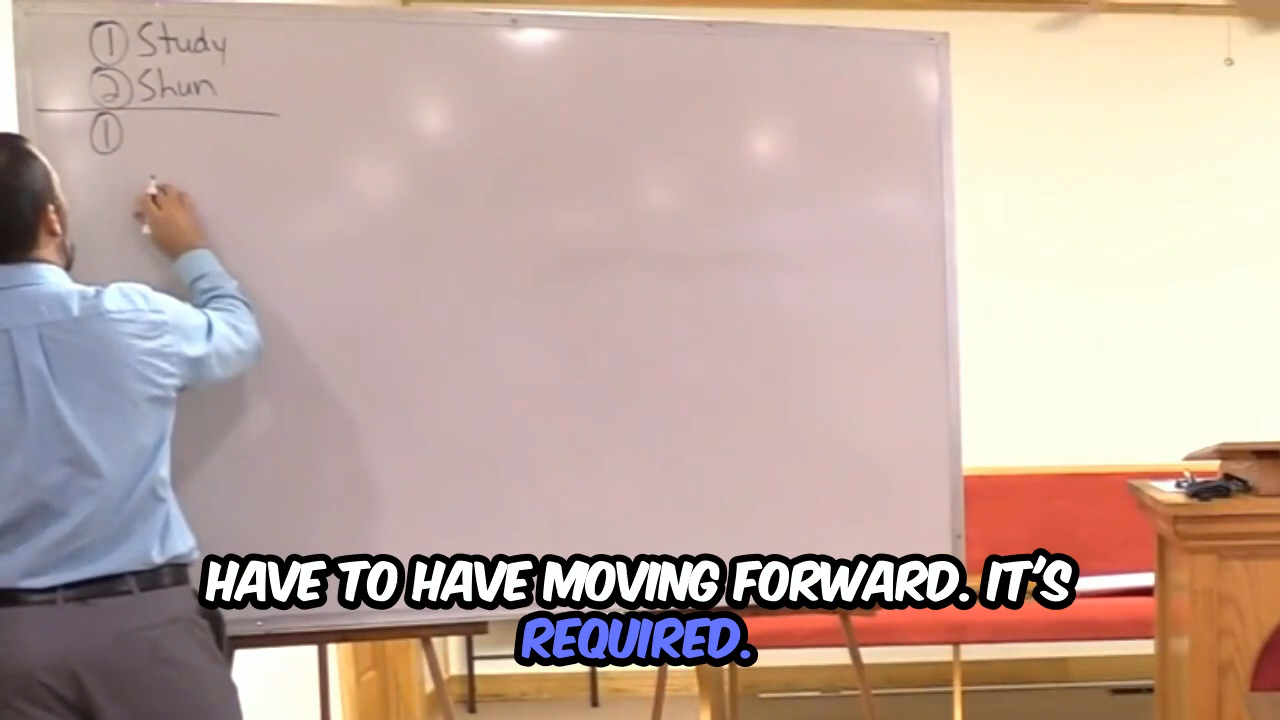 ① Study
② Shun
①
HAVE TO HAVE MOVING FORWARD. IT'S
REQUIRED.